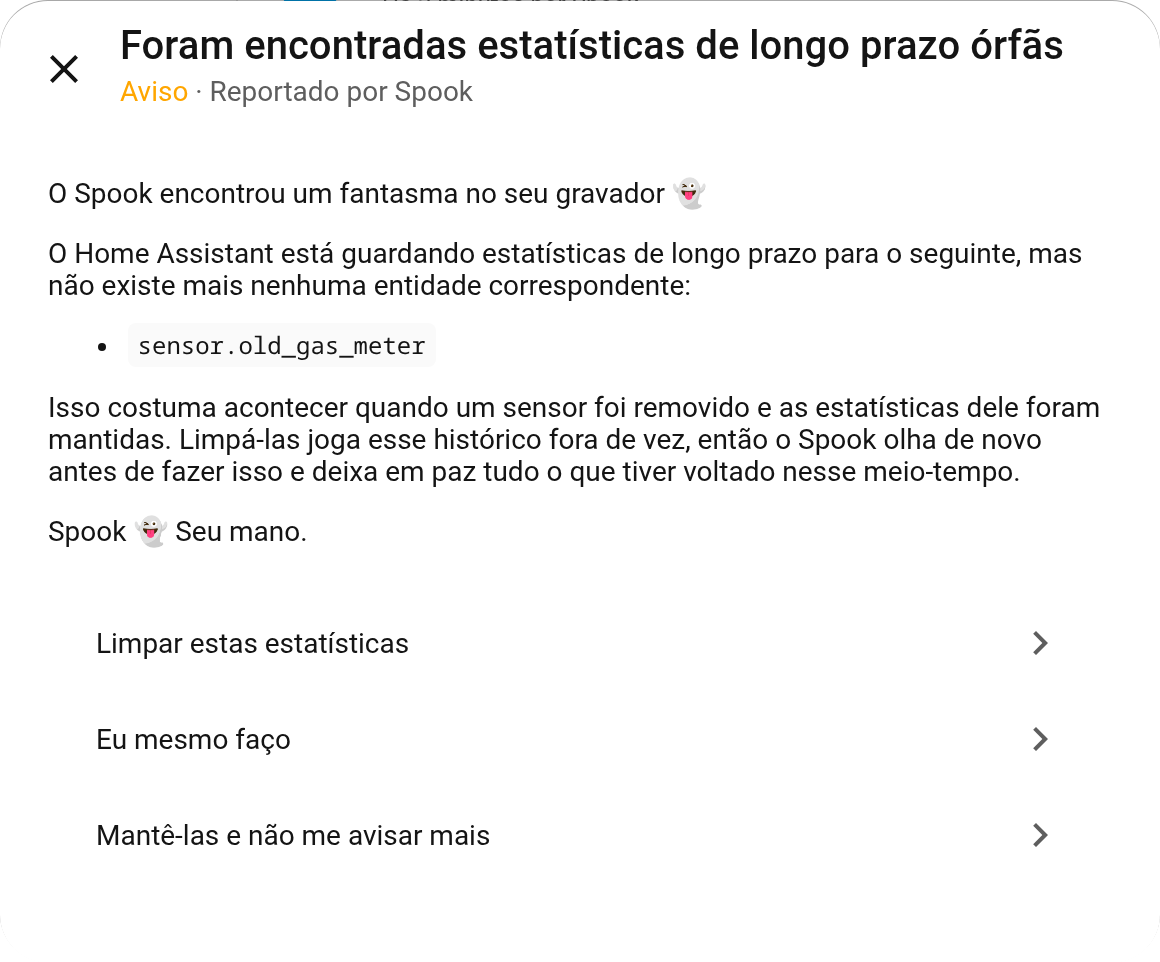 Foram encontradas estatísticas de longo prazo órfãs
Aviso · Reportado por Spook
O Spook encontrou um fantasma no seu gravador 👻
O Home Assistant está guardando estatísticas de longo prazo para o seguinte, mas
não existe mais nenhuma entidade correspondente:
• sensor.old_gas_meter
Isso costuma acontecer quando um sensor foi removido e as estatísticas dele foram
mantidas. Limpá-las joga esse histórico fora de vez, então o Spook olha de novo
antes de fazer isso e deixa em paz tudo o que tiver voltado nesse meio-tempo.
Spook 👻 Seu mano.
Limpar estas estatísticas
Eu mesmo faço
Mantê-las e não me avisar mais